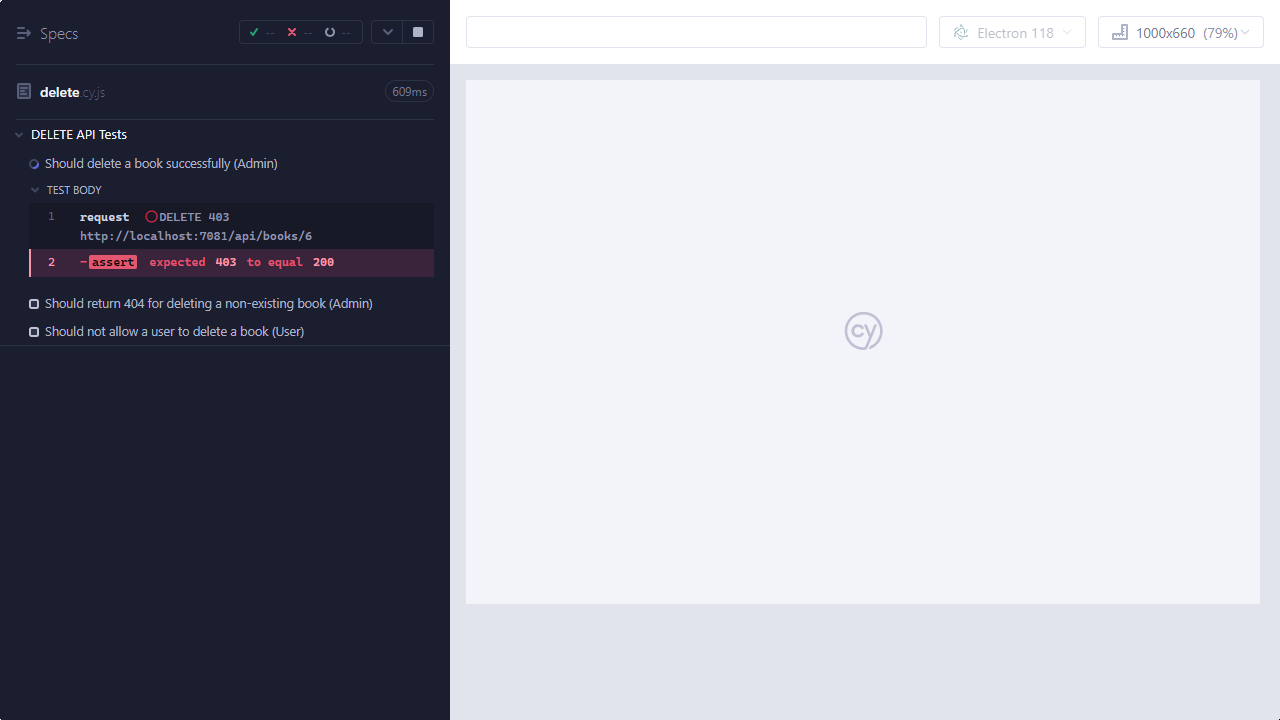 Specs
-- -- --
delete.cy.js
609ms
DELETE API Tests
Should delete a book successfully (Admin)
TEST BODY
1 request DELETE 403
http://localhost:7081/api/books/6
2 -assert expected 403 to equal 200
Should return 404 for deleting a non-existing book (Admin)
Should not allow a user to delete a book (User)
Electron 118
1000x660 (79%)
cy